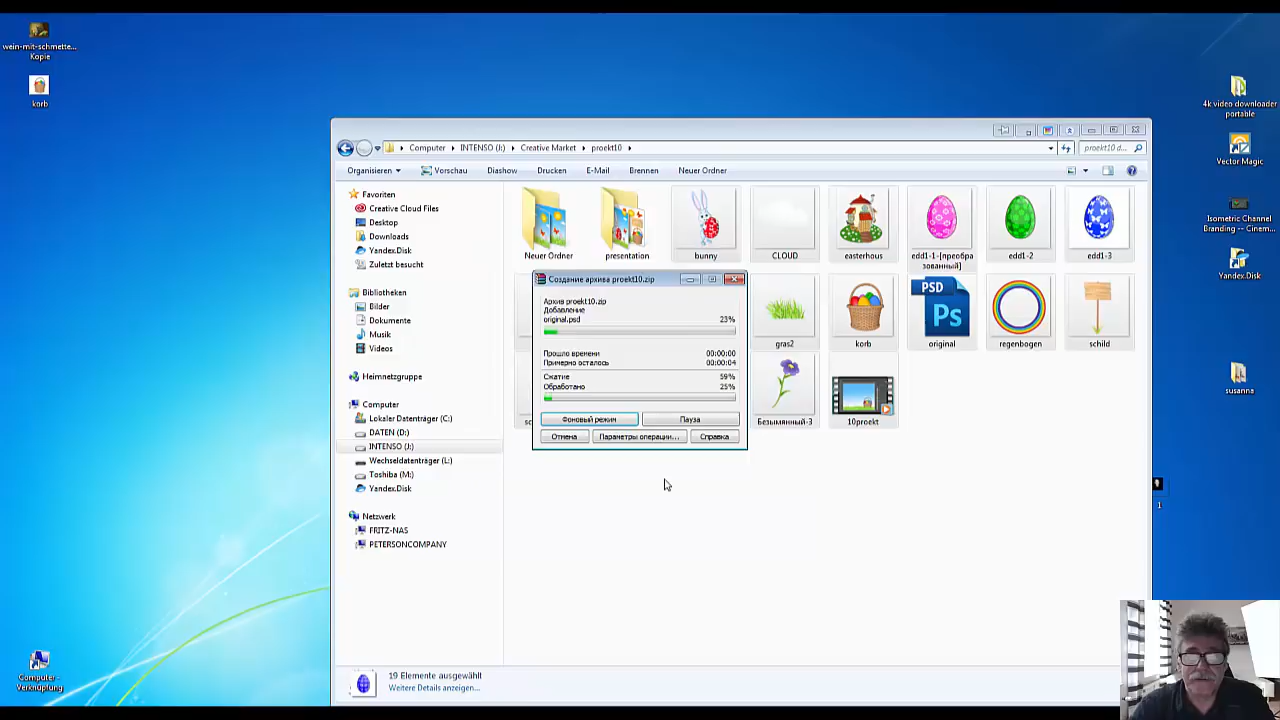 wein-mit-schmette...
Kopie
korb
Computer -
Verknüpfung
4k video downloader
portable
Vector Magic
Isometric Channel
Branding -- Cinem...
Yandex.Disk
susanna
1
Computer
INTENSO (J:)
Creative Market
proekt10
proekt10 d...
Organisieren
Vorschau
Diashow
Drucken
E-Mail
Brennen
Neuer Ordner
Favoriten
Creative Cloud Files
Desktop
Downloads
Yandex.Disk
Zuletzt besucht
Bibliotheken
Bilder
Dokumente
Musik
Videos
Heimnetzgruppe
Computer
Lokaler Datenträger (C:)
DATEN (D:)
INTENSO (J:)
Wechseldatenträger (L:)
Toshiba (M:)
Yandex.Disk
Netzwerk
FRITZ-NAS
PETERSONCOMPANY
Neuer Ordner
presentation
bunny
CLOUD
easterhous
edd1-1-[преобра
зованный]
edd1-2
edd1-3
gras2
korb
PSD
Ps
original
regenbogen
schild
Безымянный-3
10proekt
Создание архива proekt10.zip
Архив proekt10.zip
Добавление
original.psd 23%
Прошло времени 00:00:00
Примерно осталось 00:00:04
Сжатие 59%
Обработано 25%
Фоновый режим
Пауза
Отмена
Параметры операции...
Справка
19 Elemente ausgewählt
Weitere Details anzeigen...